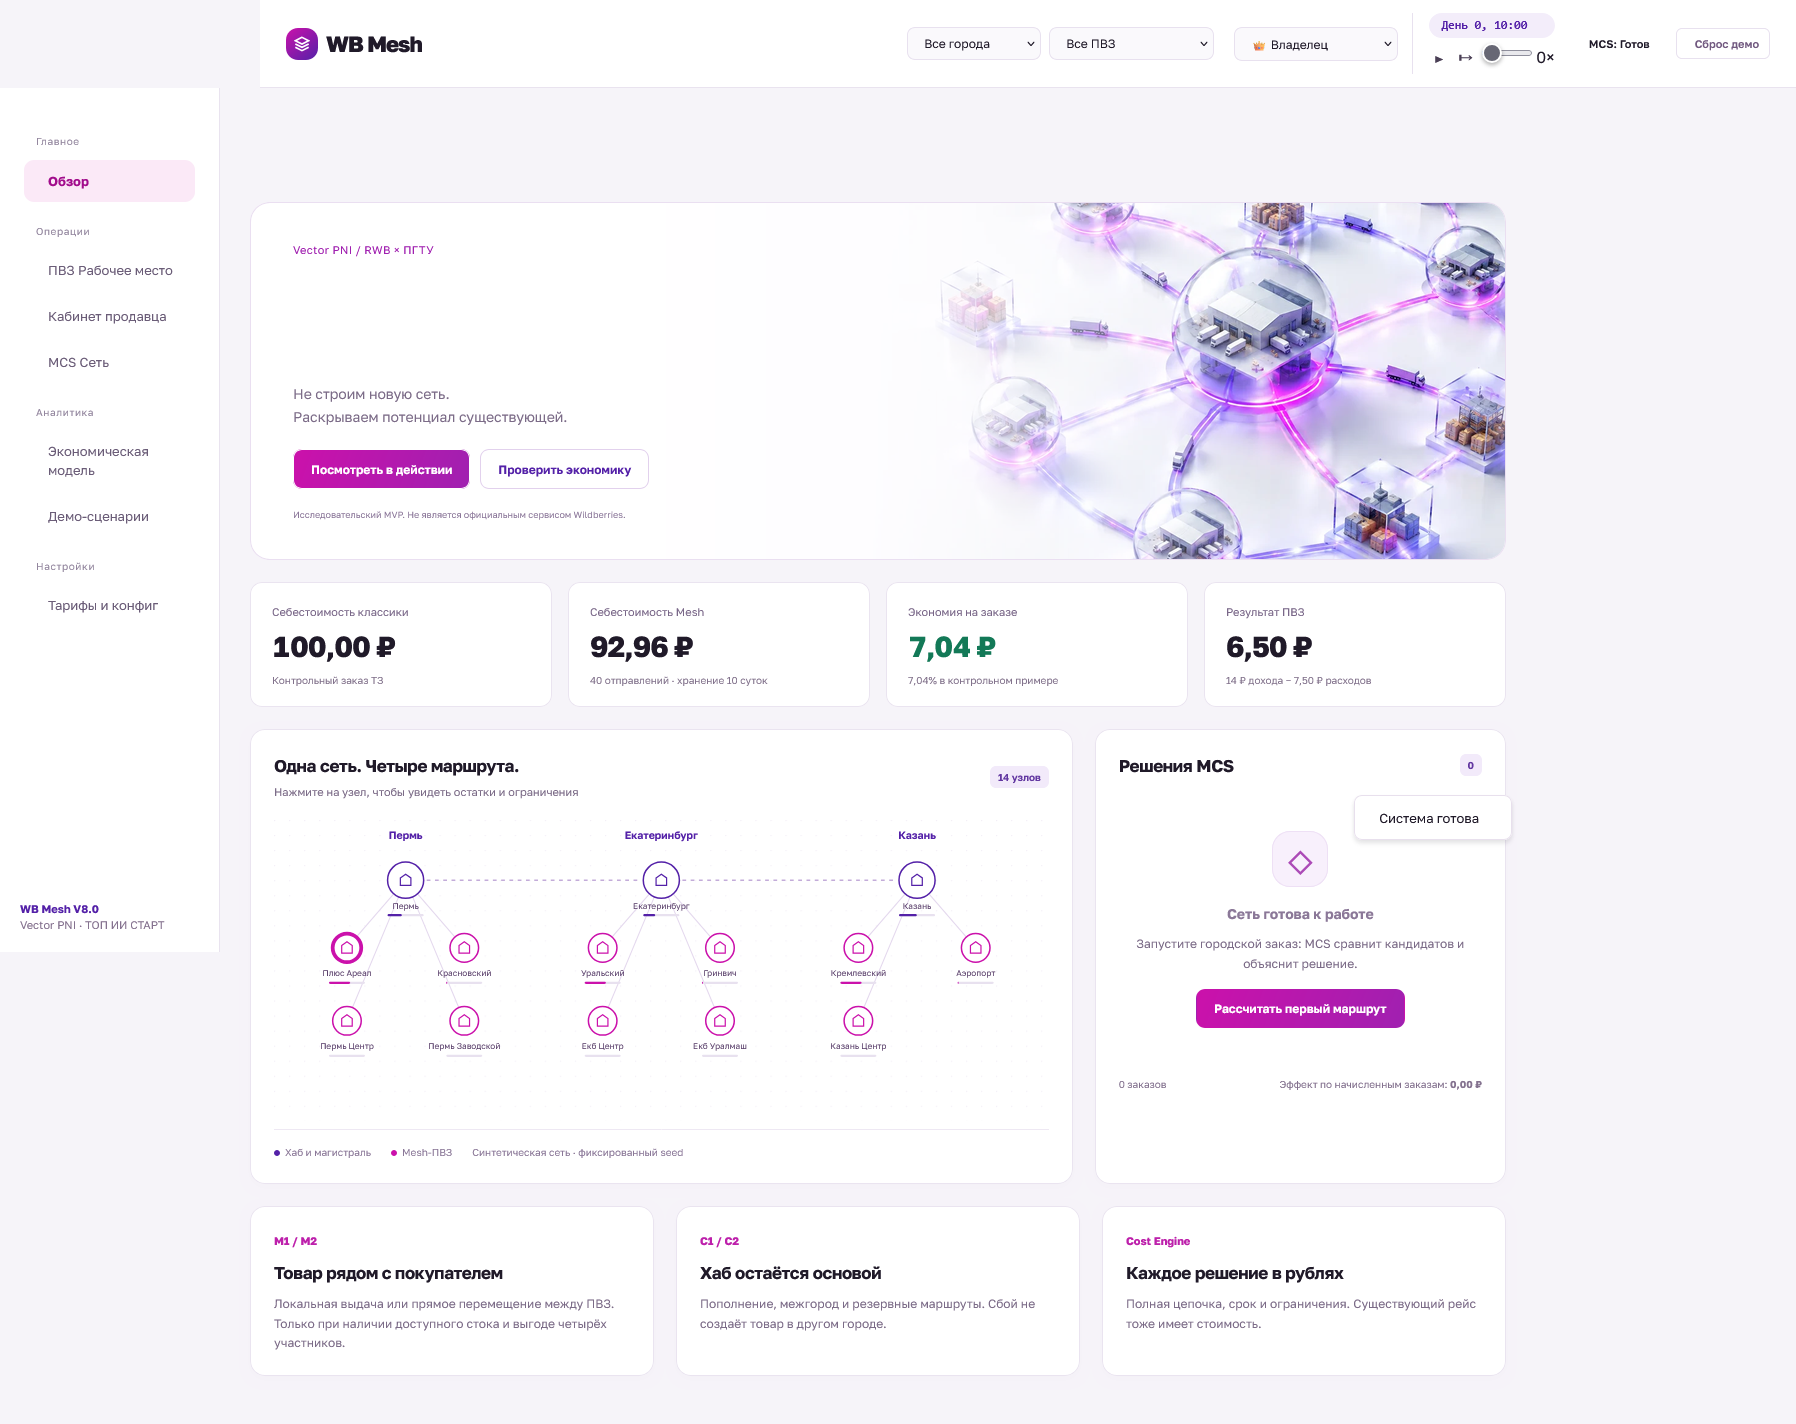 WB Mesh
Все города
Все ПЗВ
Владелец
День 0, 10:00
0×
MCS: Готов
Сброс демо
Главное
Обзор
Операции
ПВЗ Рабочее место
Кабинет продавца
MCS Сеть
Аналитика
Экономическая
модель
Демо-сценарии
Настройки
Тарифы и конфиг
WB Mesh V8.0
Vector PNI · ТОП ИИ СТАРТ
Vector PNI / RWB × ПГТУ
Не строим новую сеть.
Раскрываем потенциал существующей.
Посмотреть в действии
Проверить экономику
Исследовательский MVP. Не является официальным сервисом Wildberries.
Себестоимость классики
100,00 ₽
Контрольный заказ ТЗ
Себестоимость Mesh
92,96 ₽
40 отправлений · хранение 10 суток
Экономия на заказе
7,04 ₽
7,04% в контрольном примере
Результат ПВЗ
6,50 ₽
14 ₽ дохода − 7,50 ₽ расходов
Одна сеть. Четыре маршрута.
Нажмите на узел, чтобы увидеть остатки и ограничения
14 узлов
Пермь
Екатеринбург
Казань
Пермь
Екатеринбург
Казань
Плюс Ареал
Красновский
Уральский
Гринвич
Кремлевский
Аэропорт
Пермь Центр
Пермь Заводской
Екб Центр
Екб Уралмаш
Казань Центр
Хаб и магистраль
Mesh-ПВЗ
Синтетическая сеть · фиксированный seed
Решения MCS
0
Система готова
Сеть готова к работе
Запустите городской заказ: MCS сравнит кандидатов и
объяснит решение.
Рассчитать первый маршрут
0 заказов
Эффект по начисленным заказам: 0,00 ₽
M1 / M2
Товар рядом с покупателем
Локальная выдача или прямое перемещение между ПВЗ.
Только при наличии доступного стока и выгоде четырёх
участников.
C1 / C2
Хаб остаётся основой
Пополнение, межгород и резервные маршруты. Сбой не
создаёт товар в другом городе.
Cost Engine
Каждое решение в рублях
Полная цепочка, срок и ограничения. Существующий рейс
тоже имеет стоимость.